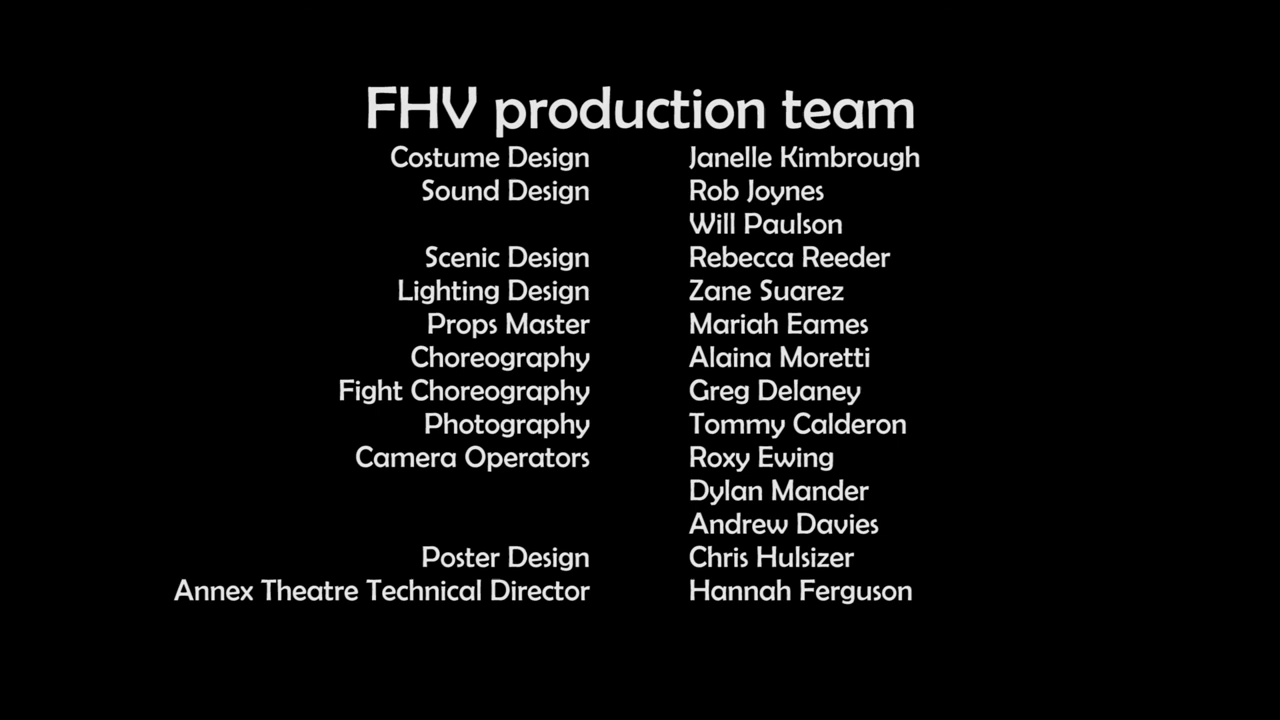 FHV production team
Costume Design Janelle Kimbrough
Sound Design Rob Joynes
Will Paulson
Scenic Design Rebecca Reeder
Lighting Design Zane Suarez
Props Master Mariah Eames
Choreography Alaina Moretti
Fight Choreography Greg Delaney
Photography Tommy Calderon
Camera Operators Roxy Ewing
Dylan Mander
Andrew Davies
Poster Design Chris Hulsizer
Annex Theatre Technical Director Hannah Ferguson